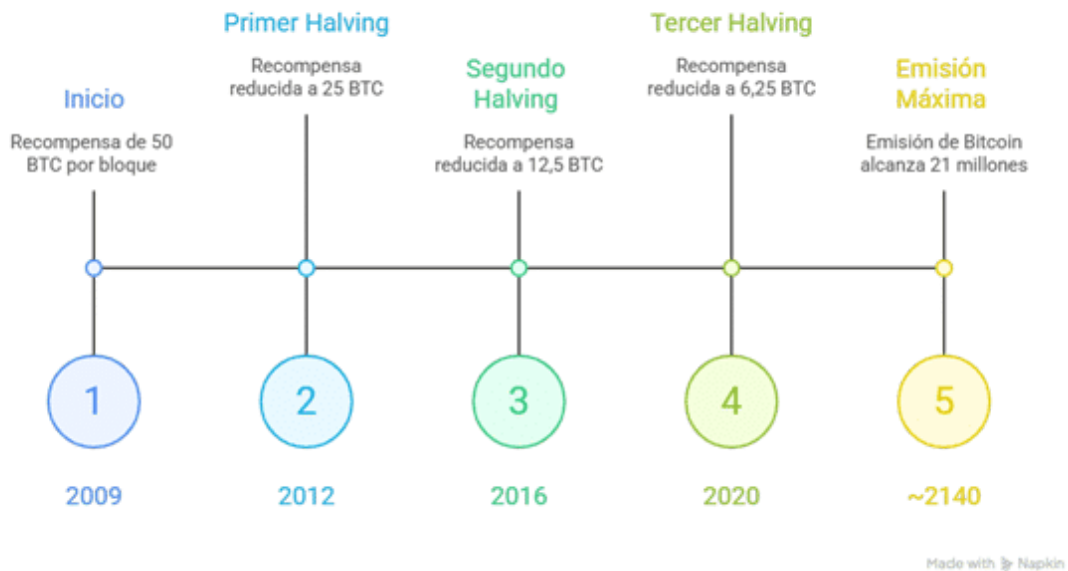 Inicio
Recompensa de 50
BTC por bloque
1
2009
Primer Halving
Recompensa
reducida a 25 BTC
2
2012
Segundo
Halving
Recompensa
reducida a 12,5 BTC
3
2016
Tercer Halving
Recompensa
reducida a 6,25 BTC
4
2020
Emisión
Máxima
Emisión de Bitcoin
alcanza 21 millones
5
~2140
Made with Napkin